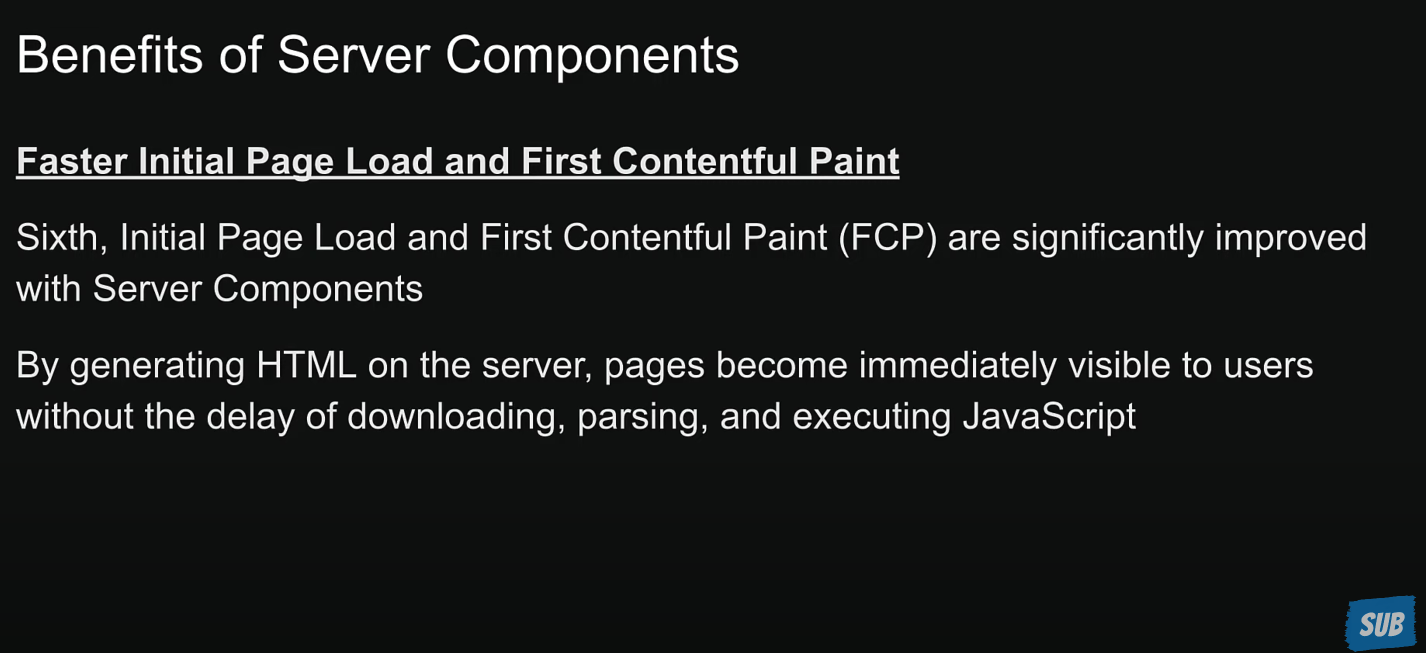 Benefits of Server Components
Faster Initial Page Load and First Contentful Paint
Sixth, Initial Page Load and First Contentful Paint (FCP) are significantly improved
with Server Components
By generating HTML on the server, pages become immediately visible to users
without the delay of downloading, parsing, and executing JavaScript
SUB